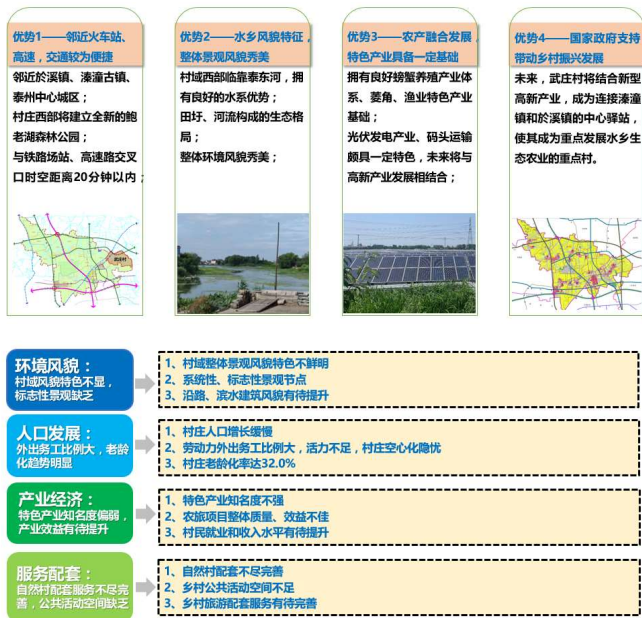 优势1——邻近火车站、
高速，交通较为便捷
邻近於溪镇、溱潼古镇、
泰州中心城区；
村庄西部将建立全新的鲍
老湖森林公园；
与铁路场站、高速路交叉
口时空距离20分钟以内；
武庄村
优势2——水乡风貌特征，
整体景观风貌秀美
村域西部临靠泰东河，拥
有良好的水系优势；
田圩、河流构成的生态格
局；
整体环境风貌秀美；
优势3——农产融合发展，
特色产业具备一定基础
拥有良好螃蟹养殖产业体
系、菱角、渔业特色产业
基础；
光伏发电产业、码头运输
颇具一定特色，未来将与
高新产业发展相结合；
优势4——国家政府支持
带动乡村振兴发展
未来，武庄村将结合新型
高新产业，成为连接溱潼
镇和於溪镇的中心驿站，
使其成为重点发展水乡生
态农业的重点村。
环境风貌：
村域风貌特色不显，
标志性景观缺乏
1、村域整体景观风貌特色不鲜明
2、系统性、标志性景观节点
3、沿路、滨水建筑风貌有待提升
人口发展：
外出务工比例大，老龄
化趋势明显
1、村庄人口增长缓慢
2、劳动力外出务工比例大，活力不足，村庄空心化隐忧
3、村庄老龄化率达32.0%
产业经济：
特色产业知名度偏弱，
产业效益有待提升
1、特色产业知名度不强
2、农旅项目整体质量、效益不佳
3、村民就业和收入水平有待提升
服务配套：
自然村配套服务不尽完
善，公共活动空间缺乏
1、自然村配套不尽完善
2、乡村公共活动空间不足
3、乡村旅游配套服务有待完善